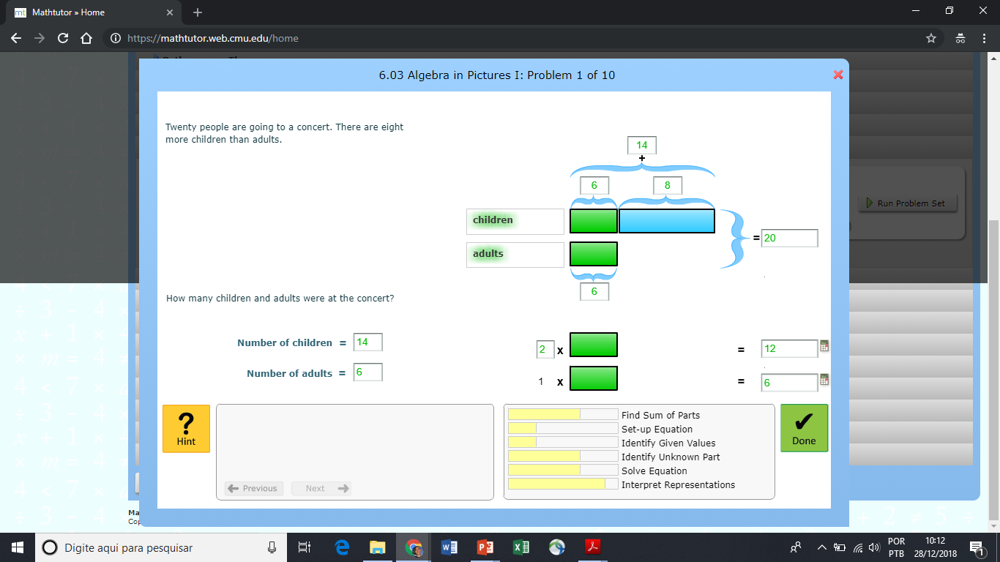 Mathtutor » Home
https://mathtutor.web.cmu.edu/home
6.03 Algebra in Pictures I: Problem 1 of 10
Twenty people are going to a concert. There are eight
more children than adults.
14
+
6 8
children
adults
= 20
6
Run Problem Set
How many children and adults were at the concert?
Number of children = 14
Number of adults = 6
2 x = 12
1 x = 6
?
Hint
Previous Next
Find Sum of Parts
Set-up Equation
Identify Given Values
Identify Unknown Part
Solve Equation
Interpret Representations
Done
Ma
Cop
Digite aqui para pesquisar
POR
PTB
10:12
28/12/2018
1